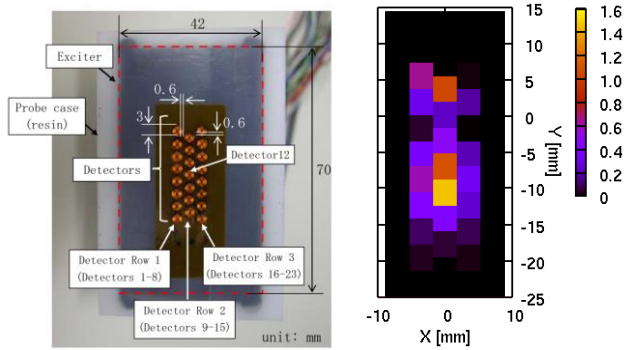 42
Exciter
Probe case
(resin)
0.6
3
0.6
Detector12
Detectors
70
Detector Row 1
(Detectors 1-8)
Detector Row 3
(Detectors 16-23)
Detector Row 2
(Detectors 9-15)
unit: mm
15
10
5
0
-5
-10
-15
-20
-25
Y [mm]
-10
0
10
X [mm]
1.6
1.4
1.2
1.0
0.8
0.6
0.4
0.2
0.0